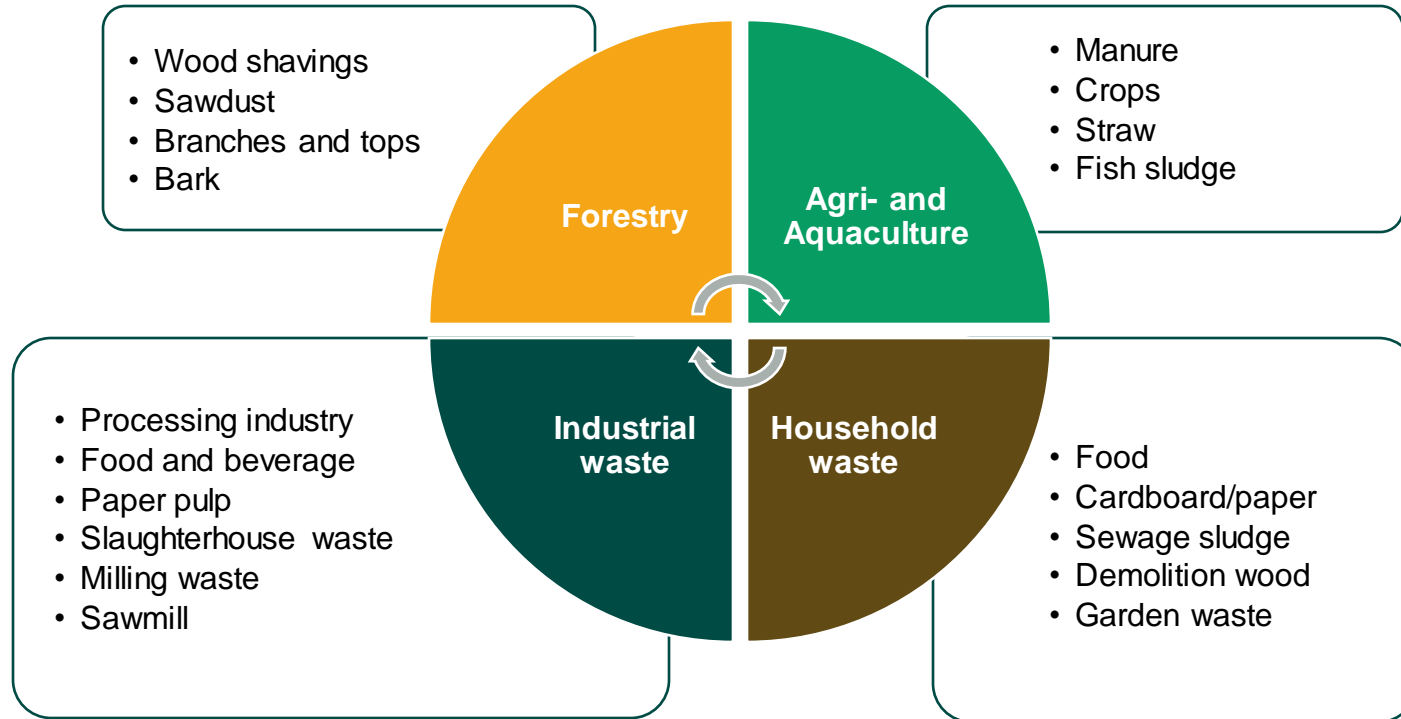 • Wood shavings
• Sawdust
• Branches and tops
• Bark
Forestry
Agri- and
Aquaculture
• Manure
• Crops
• Straw
• Fish sludge
• Processing industry
• Food and beverage
• Paper pulp
• Slaughterhouse waste
• Milling waste
• Sawmill
Industrial
waste
Household
waste
• Food
• Cardboard/paper
• Sewage sludge
• Demolition wood
• Garden waste